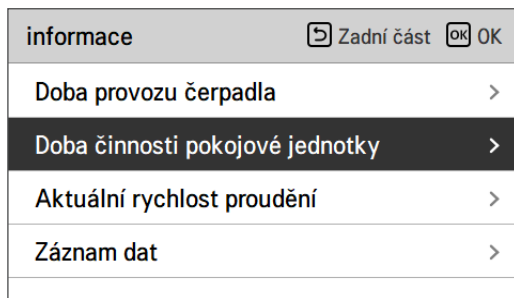 informace Zadní část OK OK
Doba provozu čerpadla
Doba činnosti pokojové jednotky
Aktuální rychlost proudění
Záznam dat